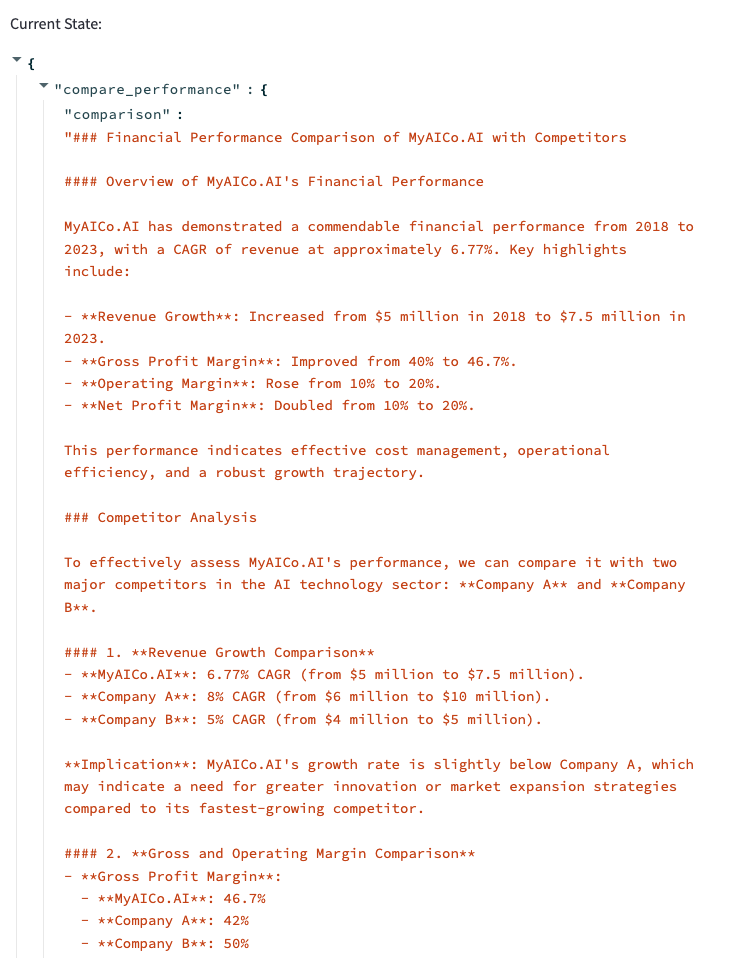 Current State:
{
"compare_performance" : {
"comparison" :
"### Financial Performance Comparison of MyAICo.AI with Competitors
#### Overview of MyAICo.AI's Financial Performance
MyAICo.AI has demonstrated a commendable financial performance from 2018 to
2023, with a CAGR of revenue at approximately 6.77%. Key highlights
include:
- **Revenue Growth**: Increased from $5 million in 2018 to $7.5 million in
2023.
- **Gross Profit Margin**: Improved from 40% to 46.7%.
- **Operating Margin**: Rose from 10% to 20%.
- **Net Profit Margin**: Doubled from 10% to 20%.
This performance indicates effective cost management, operational
efficiency, and a robust growth trajectory.
### Competitor Analysis
To effectively assess MyAICo.AI's performance, we can compare it with two
major competitors in the AI technology sector: **Company A** and **Company
B**.
#### 1. **Revenue Growth Comparison**
- **MyAICo.AI**: 6.77% CAGR (from $5 million to $7.5 million).
- **Company A**: 8% CAGR (from $6 million to $10 million).
- **Company B**: 5% CAGR (from $4 million to $5 million).
**Implication**: MyAICo.AI's growth rate is slightly below Company A, which
may indicate a need for greater innovation or market expansion strategies
compared to its fastest-growing competitor.
#### 2. **Gross and Operating Margin Comparison**
- **Gross Profit Margin**:
- **MyAICo.AI**: 46.7%
- **Company A**: 42%
- **Company B**: 50%